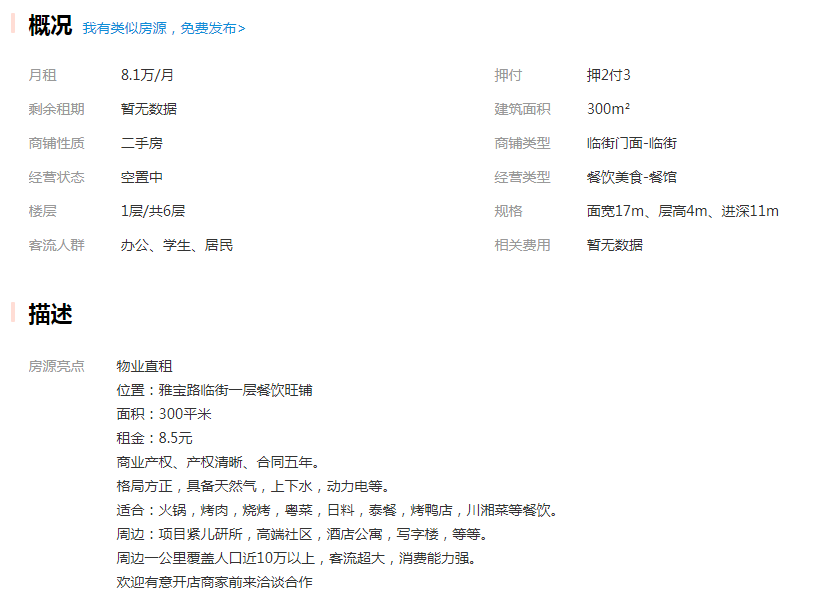 概况 我有类似房源，免费发布>
月租 8.1万/月 押付 押2付3
剩余租期 暂无数据 建筑面积 300m²
商铺性质 二手房 商铺类型 临街门面-临街
经营状态 空置中 经营类型 餐饮美食-餐馆
楼层 1层/共6层 规格 面宽17m、层高4m、进深11m
客流人群 办公、学生、居民 相关费用 暂无数据
描述
房源亮点 物业直租
位置：雅宝路临街一层餐饮旺铺
面积：300平米
租金：8.5元
商业产权、产权清晰、合同五年。
格局方正，具备天然气，上下水，动力电等。
适合：火锅，烤肉，烧烤，粤菜，日料，泰餐，烤鸭店，川湘菜等餐饮。
周边：项目紧儿研所，高端社区，酒店公寓，写字楼，等等。
周边一公里覆盖人口近10万以上，客流超大，消费能力强。
欢迎有意开店商家前来洽谈合作